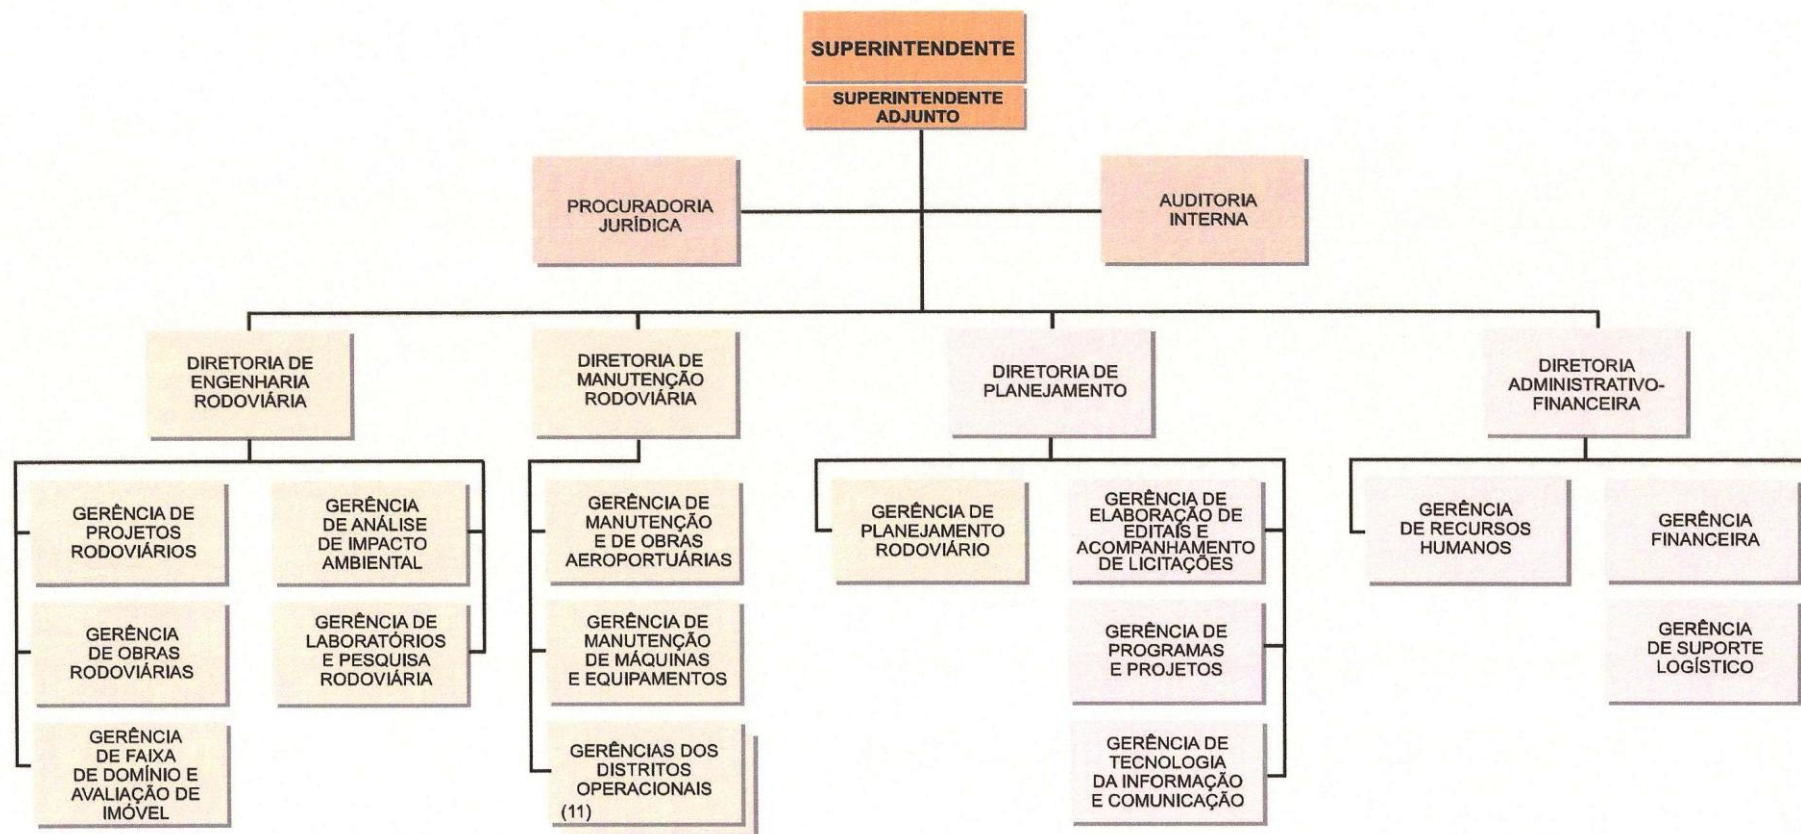 SUPERINTENDENTE
SUPERINTENDENTE
ADJUNTO
PROCURADORIA
JURÍDICA
AUDITORIA
INTERNA
DIRETORIA DE
ENGENHARIA
RODOVIÁRIA
DIRETORIA DE
MANUTENÇÃO
RODOVIÁRIA
DIRETORIA DE
PLANEJAMENTO
DIRETORIA
ADMINISTRATIVO-
FINANCEIRA
GERÊNCIA DE
PROJETOS
RODOVIÁRIOS
GERÊNCIA
DE ANÁLISE
DE IMPACTO
AMBIENTAL
GERÊNCIA
DE OBRAS
RODOVIÁRIAS
GERÊNCIA DE
LABORATÓRIOS
E PESQUISA
RODOVIÁRIA
GERÊNCIA
DE FAIXA
DE DOMÍNIO E
AVALIAÇÃO DE
IMÓVEL
GERÊNCIA DE
MANUTENÇÃO
E DE OBRAS
AEROPORTUÁRIAS
GERÊNCIA DE
MANUTENÇÃO
DE MÁQUINAS
E EQUIPAMENTOS
GERÊNCIAS DOS
DISTRITOS
OPERACIONAIS
(11)
GERÊNCIA DE
PLANEJAMENTO
RODOVIÁRIO
GERÊNCIA DE
ELABORAÇÃO DE
EDITAÍS E
ACOMPANHAMENTO
DE LICITAÇÕES
GERÊNCIA DE
PROGRAMAS
E PROJETOS
GERÊNCIA DE
TECNOLOGIA
DA INFORMAÇÃO
E COMUNICAÇÃO
GERÊNCIA
DE RECURSOS
HUMANOS
GERÊNCIA
FINANCEIRA
GERÊNCIA
DE SUPORTE
LOGÍSTICO